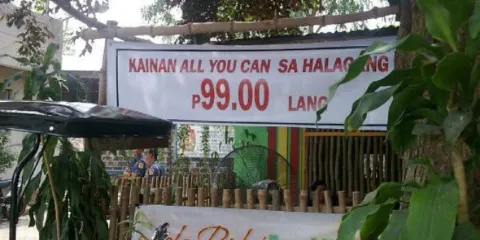 KAINAN ALL YOU CAN SA HALAGANG
P99.00 LANG